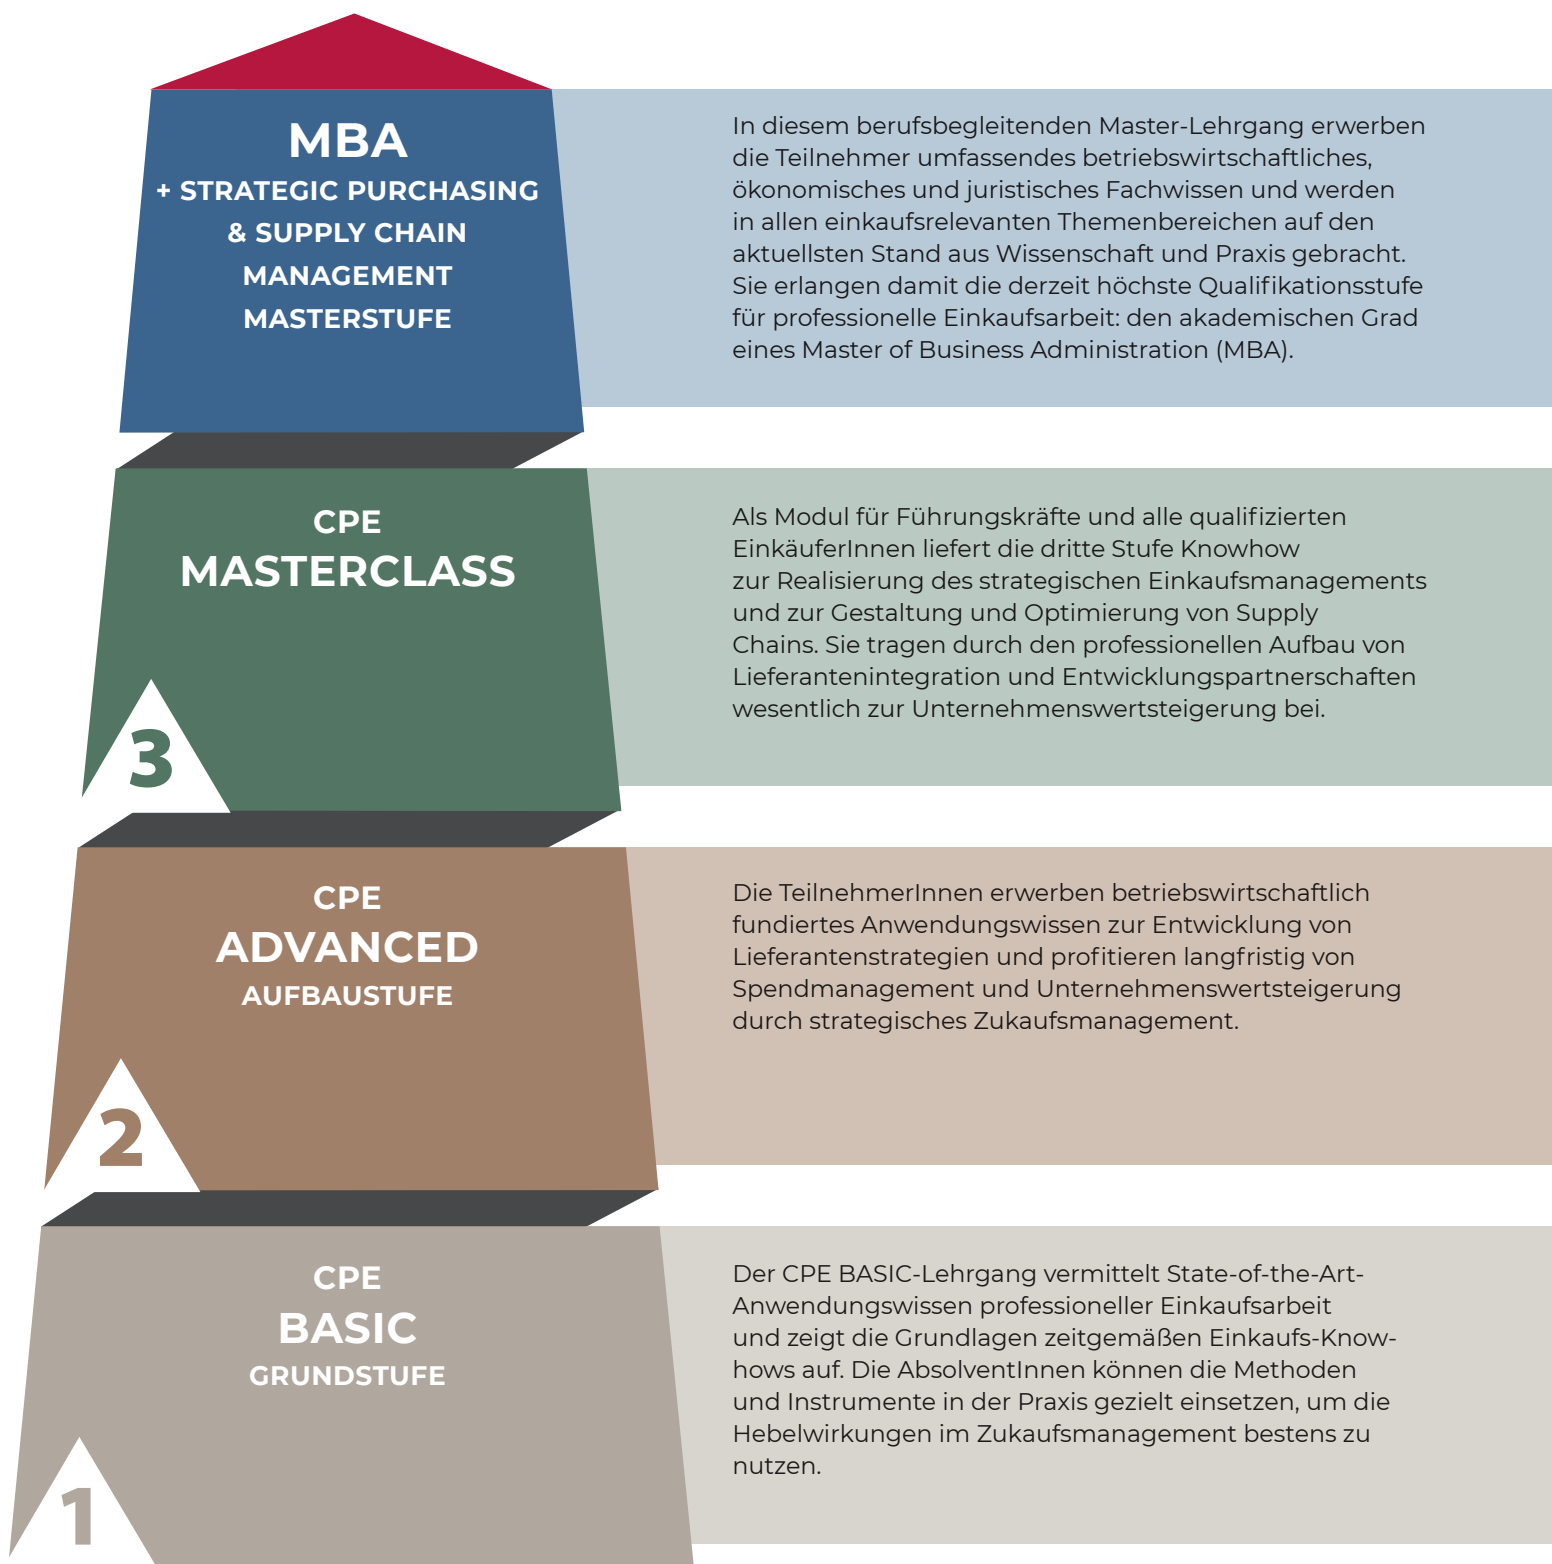 MBA
+ STRATEGIC PURCHASING
& SUPPLY CHAIN
MANAGEMENT
MASTERSTUFE
In diesem berufsbegleitenden Master-Lehrgang erwerben
die Teilnehmer umfassendes betriebswirtschaftliches,
ökonomisches und juristisches Fachwissen und werden
in allen einkaufsrelevanten Themenbereichen auf den
aktuellsten Stand aus Wissenschaft und Praxis gebracht.
Sie erlangen damit die derzeit höchste Qualifikationsstufe
für professionelle Einkaufsarbeit: den akademischen Grad
eines Master of Business Administration (MBA).
CPE
MASTERCLASS
3
Als Modul für Führungskräfte und alle qualifizierten
EinkäuferInnen liefert die dritte Stufe Knowhow
zur Realisierung des strategischen Einkaufsmanagements
und zur Gestaltung und Optimierung von Supply
Chains. Sie tragen durch den professionellen Aufbau von
Lieferantenintegration und Entwicklungspartnerschaften
wesentlich zur Unternehmenswertsteigerung bei.
CPE
ADVANCED
AUFBAUSTUFE
2
Die TeilnehmerInnen erwerben betriebswirtschaftlich
fundiertes Anwendungswissen zur Entwicklung von
Lieferantenstrategien und profitieren langfristig von
Spendmanagement und Unternehmenswertsteigerung
durch strategisches Zukaufsmanagement.
CPE
BASIC
GRUNDSTUFE
1
Der CPE BASIC-Lehrgang vermittelt State-of-the-Art-
Anwendungswissen professioneller Einkaufsarbeit
und zeigt die Grundlagen zeitgemäßen Einkaufs-Know-
hows auf. Die AbsolventInnen können die Methoden
und Instrumente in der Praxis gezielt einsetzen, um die
Hebelwirkungen im Zukaufsmanagement bestens zu
nutzen.